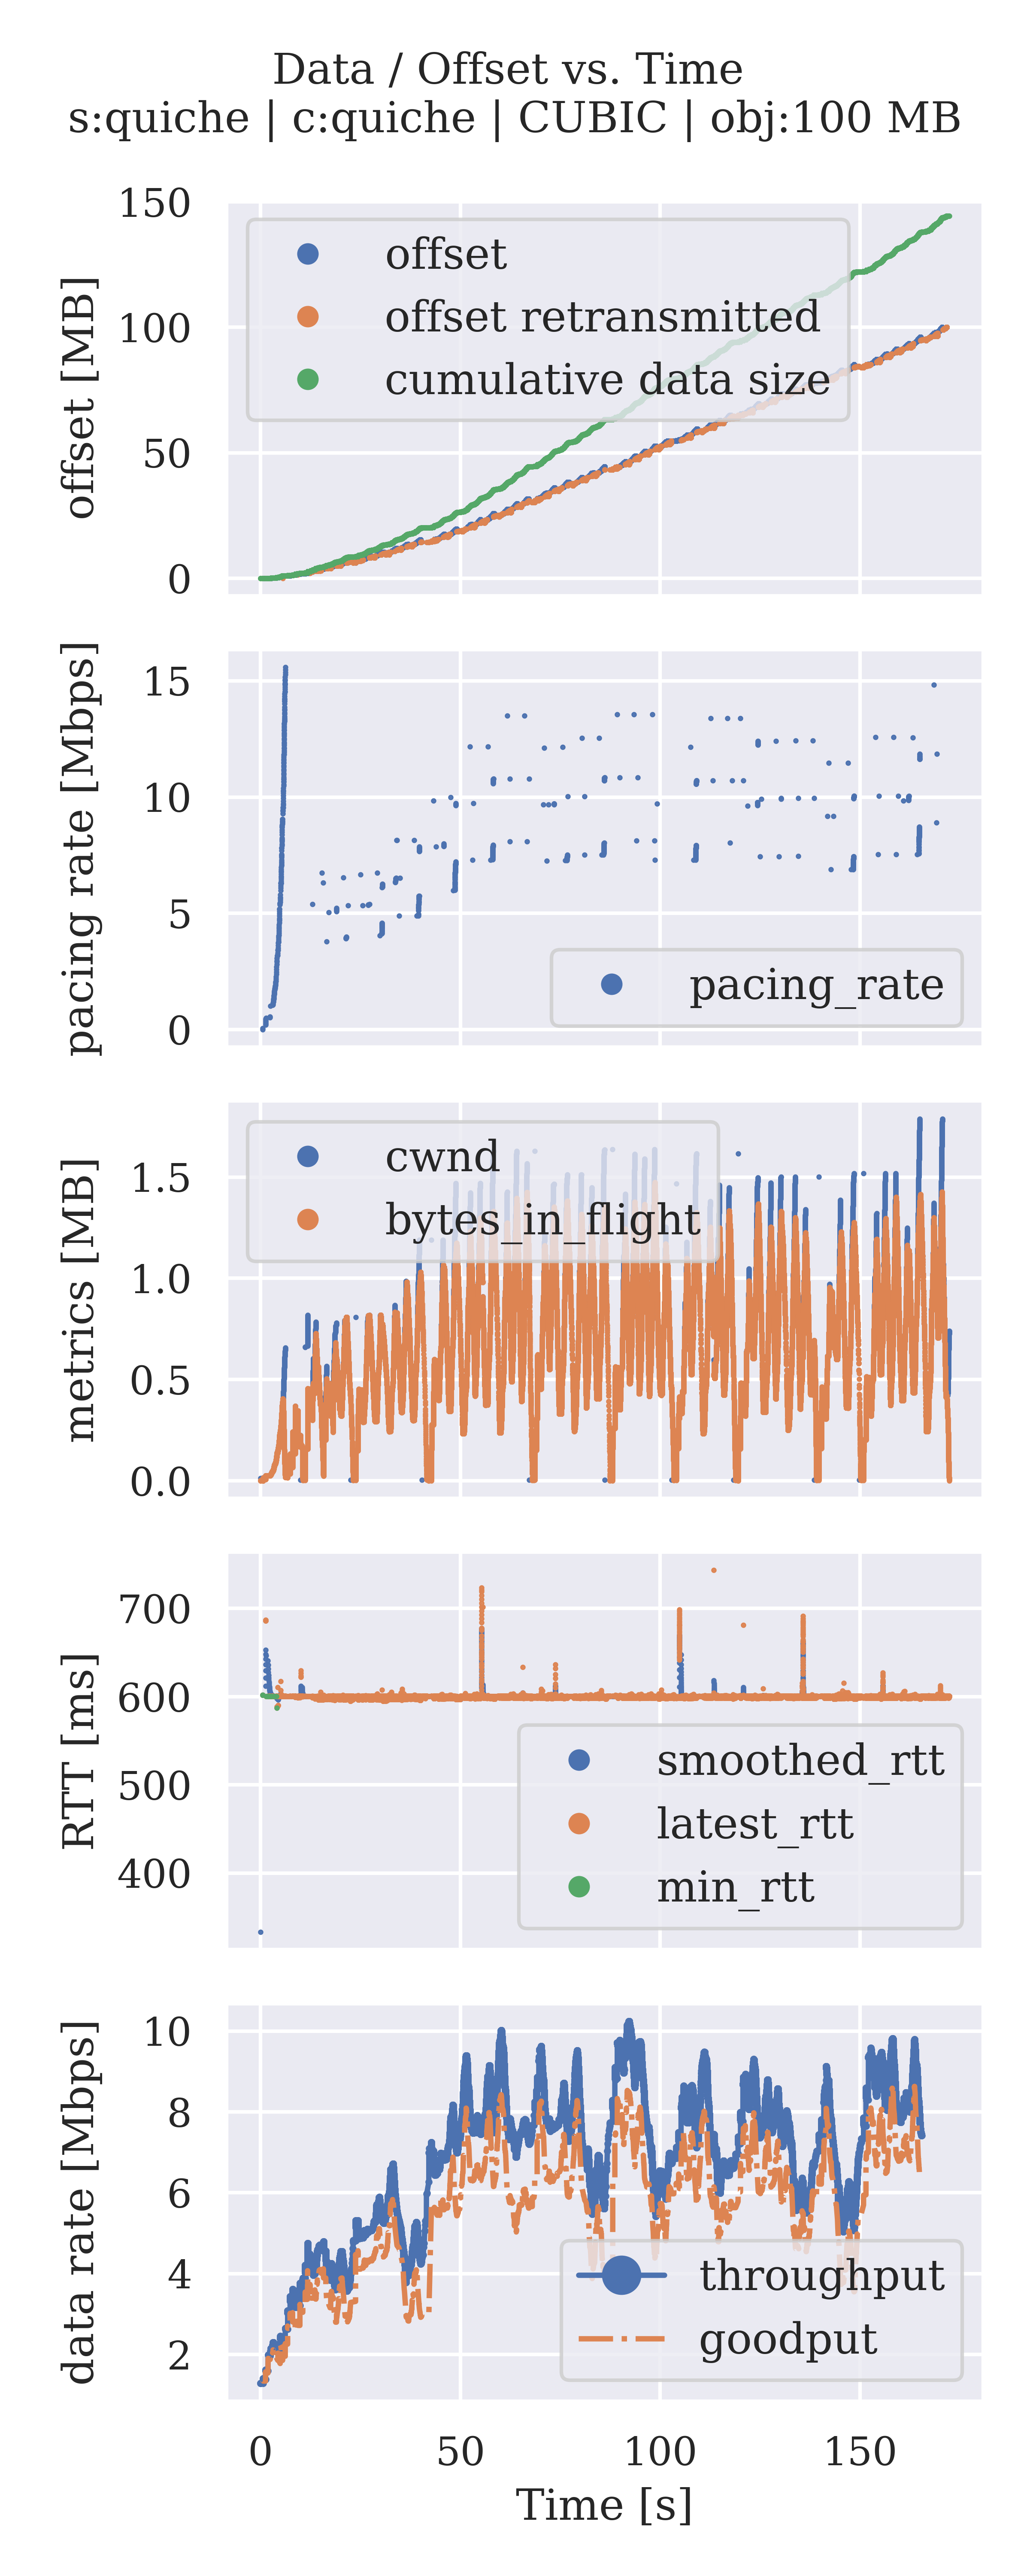 Data / Offset vs. Time
s:quiche | c:quiche | CUBIC | obj:100 MB
offset [MB]
150
100
50
0
offset
offset retransmitted
cumulative data size
pacing rate [Mbps]
15
10
5
0
pacing_rate
metrics [MB]
1.5
1.0
0.5
0.0
cwnd
bytes_in_flight
RTT [ms]
700
600
500
400
smoothed_rtt
latest_rtt
min_rtt
data rate [Mbps]
10
8
6
4
2
throughput
goodput
0 50 100 150
Time [s]